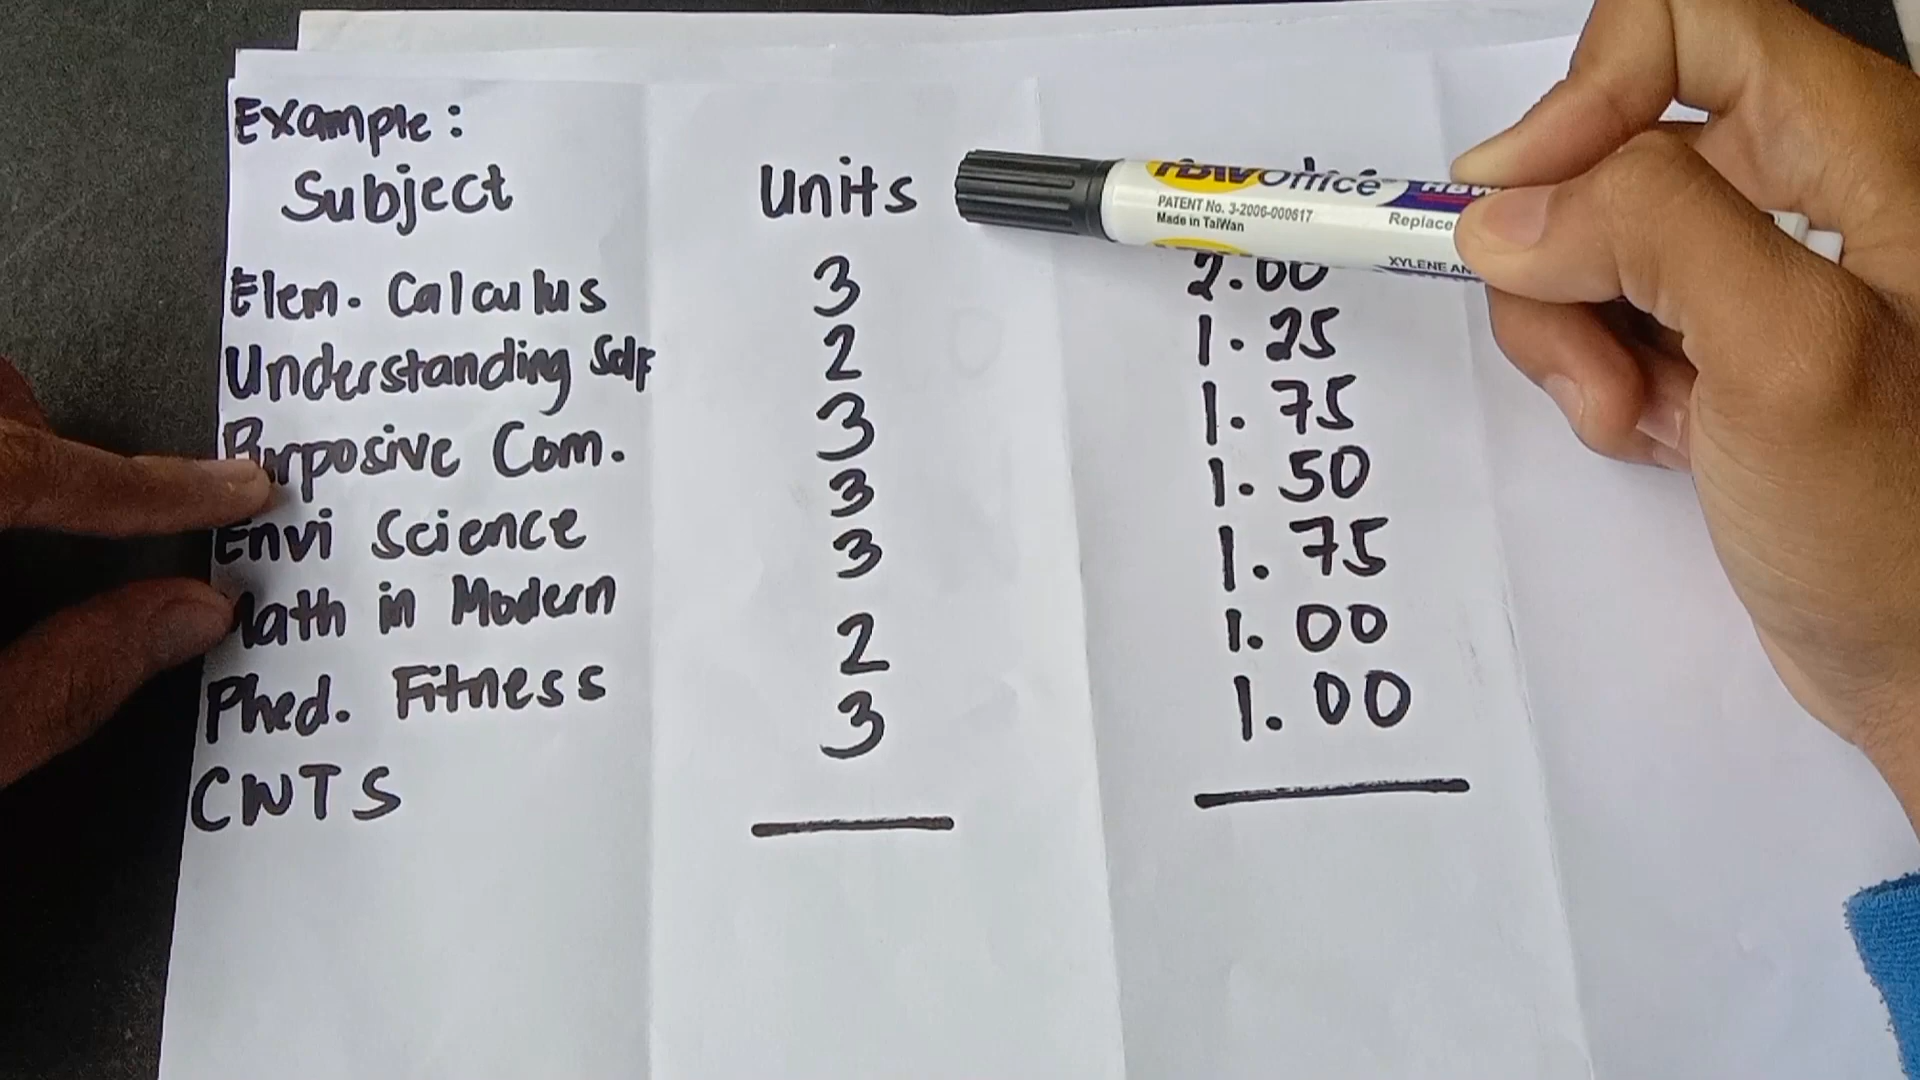 Example:
Subject Units
Elem. Calculus 3 2.00
Understanding Self 2 1.25
Purposive Com. 3 1.75
Envi Science 3 1.50
Math in Modern 3 1.75
Phed. Fitness 2 1.00
CWTS 3 1.00
Office
PATENT No. 3-2006-000617
Made in TaiWan
Replace
XYLENE